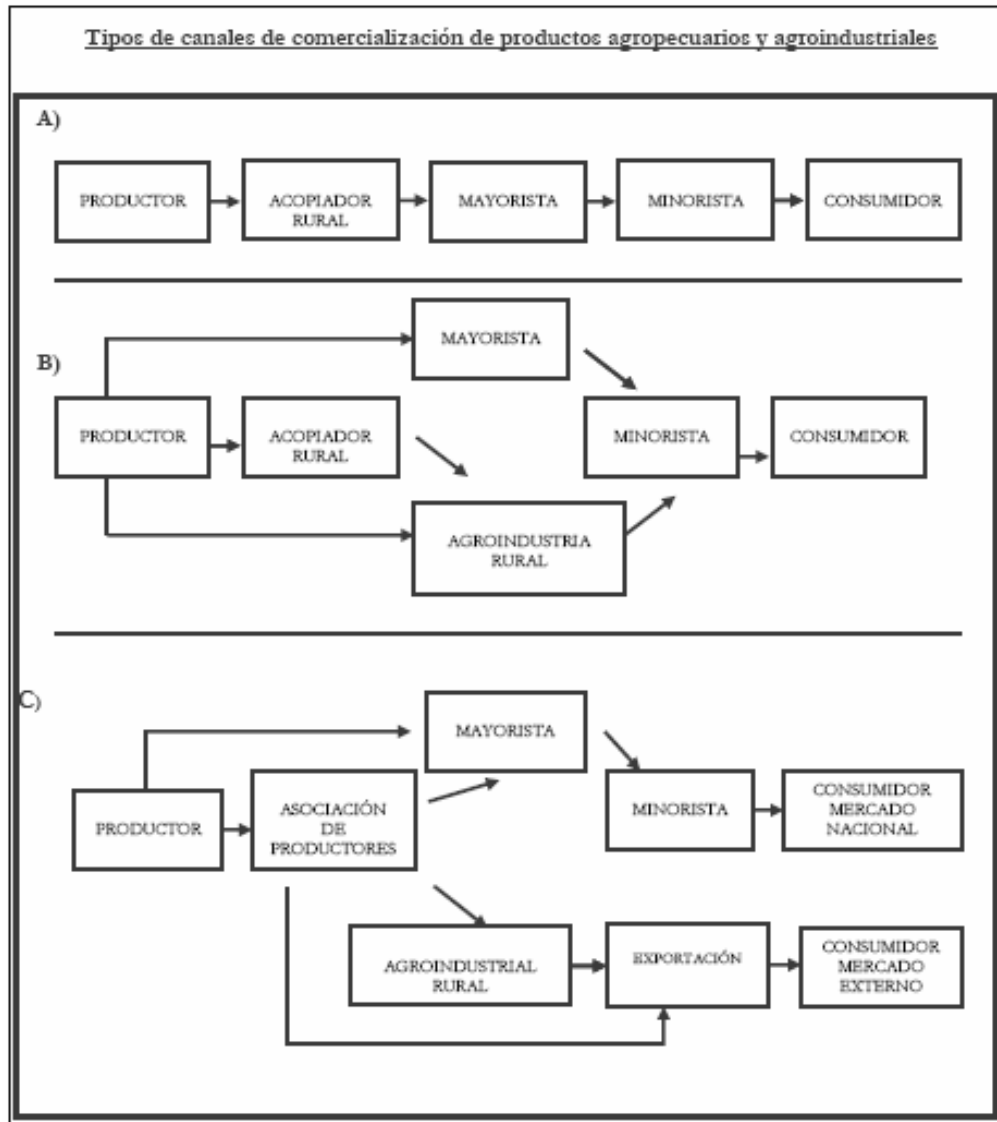 Tipos de canales de comercialización de productos agropecuarios y agroindustriales
A)
PRODUCTOR
ACOPIADOR
RURAL
MAYORISTA
MINORISTA
CONSUMIDOR
B)
MAYORISTA
PRODUCTOR
ACOPIADOR
RURAL
MINORISTA
CONSUMIDOR
AGROINDUSTRIA
RURAL
C)
MAYORISTA
PRODUCTOR
ASOCIACIÓN
DE
PRODUCTORES
MINORISTA
CONSUMIDOR
MERCADO
NACIONAL
AGROINDUSTRIAL
RURAL
EXPORTACIÓN
CONSUMIDOR
MERCADO
EXTERNO